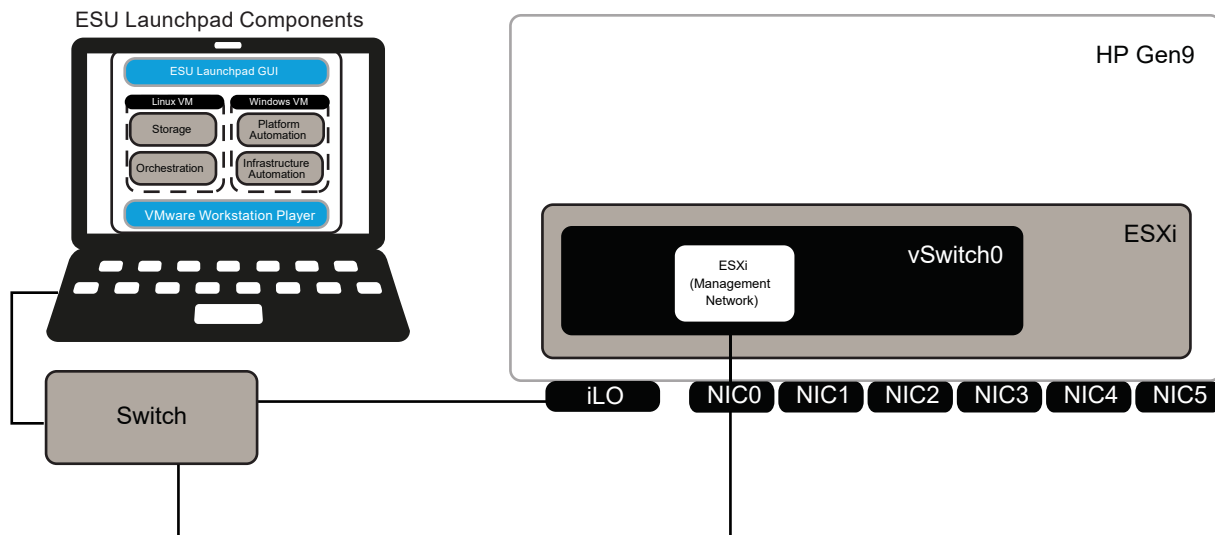 ESU Launchpad Components
ESU Launchpad GUI
Linux VM
Windows VM
Storage
Platform
Automation
Orchestration
Infrastructure
Automation
VMware Workstation Player
Switch
HP Gen9
ESXi
vSwitch0
ESXi
(Management
Network)
iLO
NIC0
NIC1
NIC2
NIC3
NIC4
NIC5